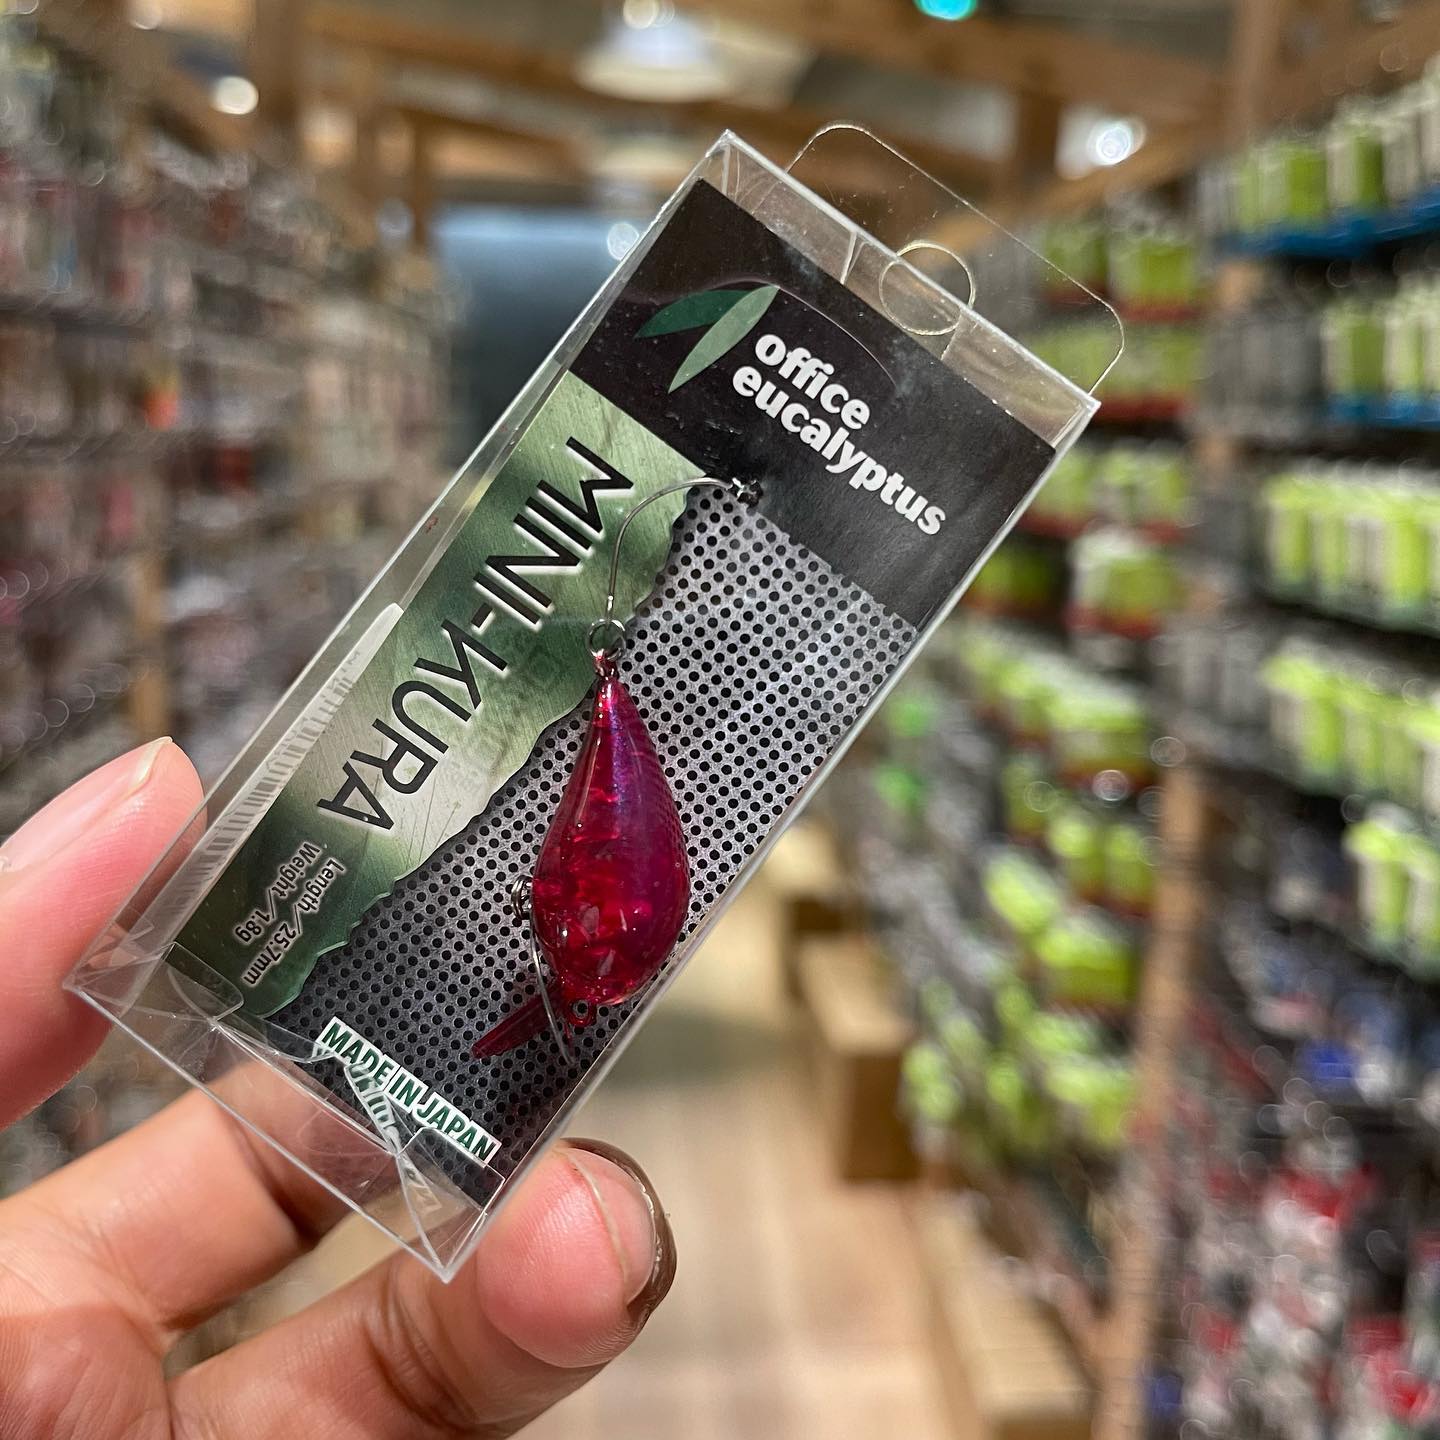 office
eucalyptus
MINI-KURA
Length/25.7mm
Weight/1.8g
MADE IN JAPAN